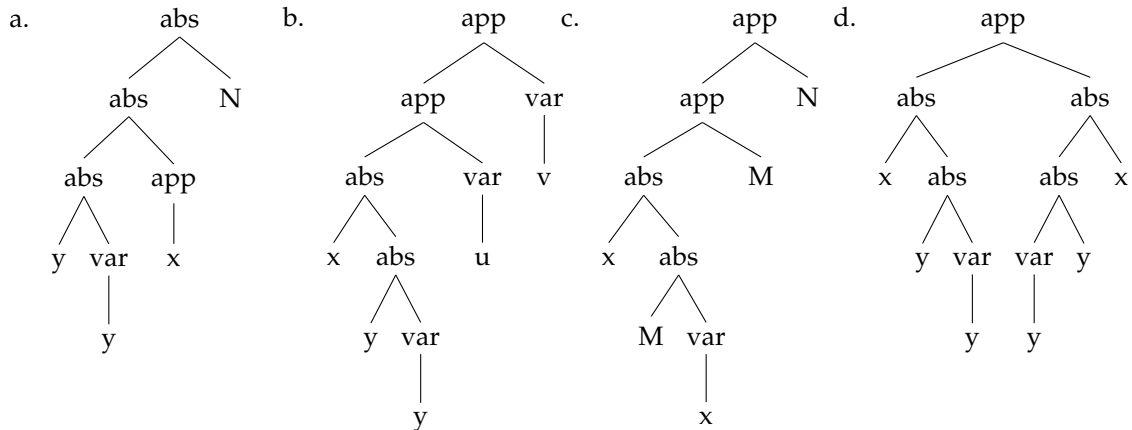 a. abs b. app c. app d. app
abs N app var app N abs abs
abs app abs var v abs M x abs abs x
y var x x abs u x abs y var var y
y y var M var y y
y x